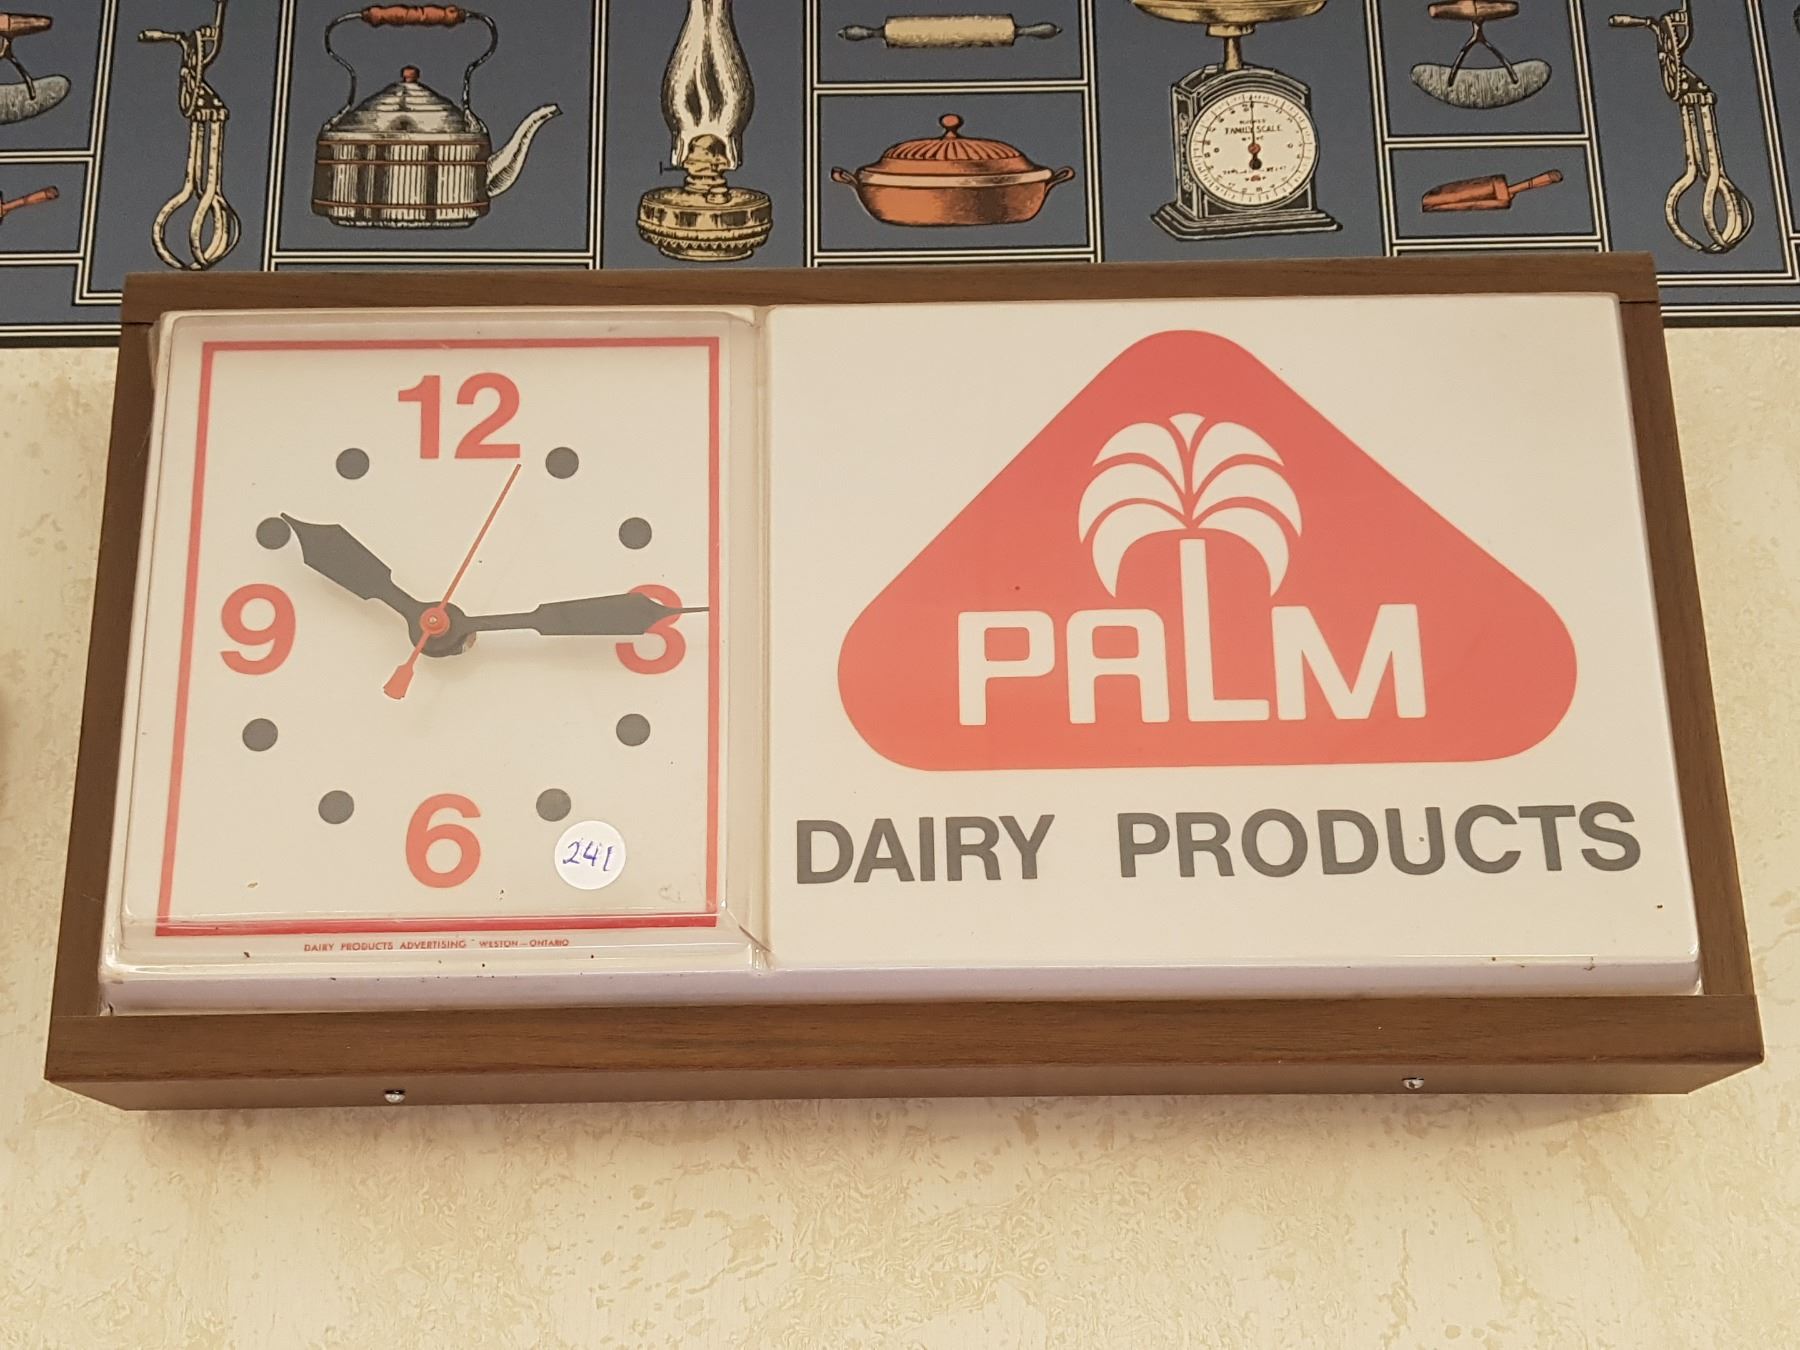 FAMILY SCALE
12
9
3
6
241
DAIRY PRODUCTS ADVERTISING WESTON - ONTARIO
PALM
DAIRY PRODUCTS